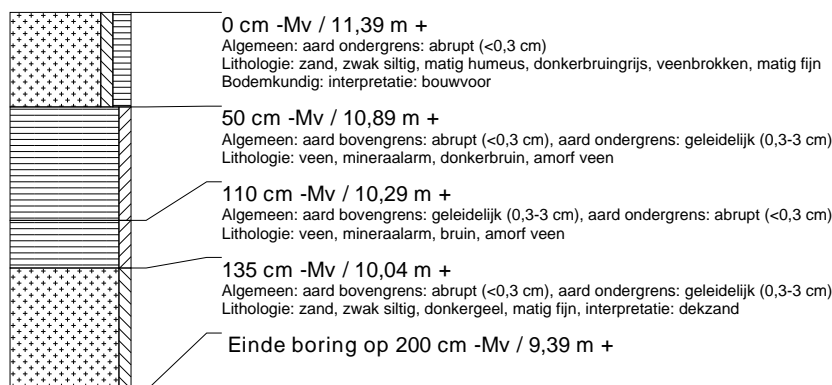 0 cm -Mv / 11,39 m +
Algemeen: aard ondergrens: abrupt (<0,3 cm)
Lithologie: zand, zwak siltig, matig humeus, donkerbruingrijs, veenbrokken, matig fijn
Bodemkundig: interpretatie: bouwvoor
50 cm -Mv / 10,89 m +
Algemeen: aard bovengrens: abrupt (<0,3 cm), aard ondergrens: geleidelijk (0,3-3 cm)
Lithologie: veen, mineraalarm, donkerbruin, amorf veen
110 cm -Mv / 10,29 m +
Algemeen: aard bovengrens: geleidelijk (0,3-3 cm), aard ondergrens: abrupt (<0,3 cm)
Lithologie: veen, mineraalarm, bruin, amorf veen
135 cm -Mv / 10,04 m +
Algemeen: aard bovengrens: abrupt (<0,3 cm), aard ondergrens: geleidelijk (0,3-3 cm)
Lithologie: zand, zwak siltig, donkergeel, matig fijn, interpretatie: dekzand
Einde boring op 200 cm -Mv / 9,39 m +